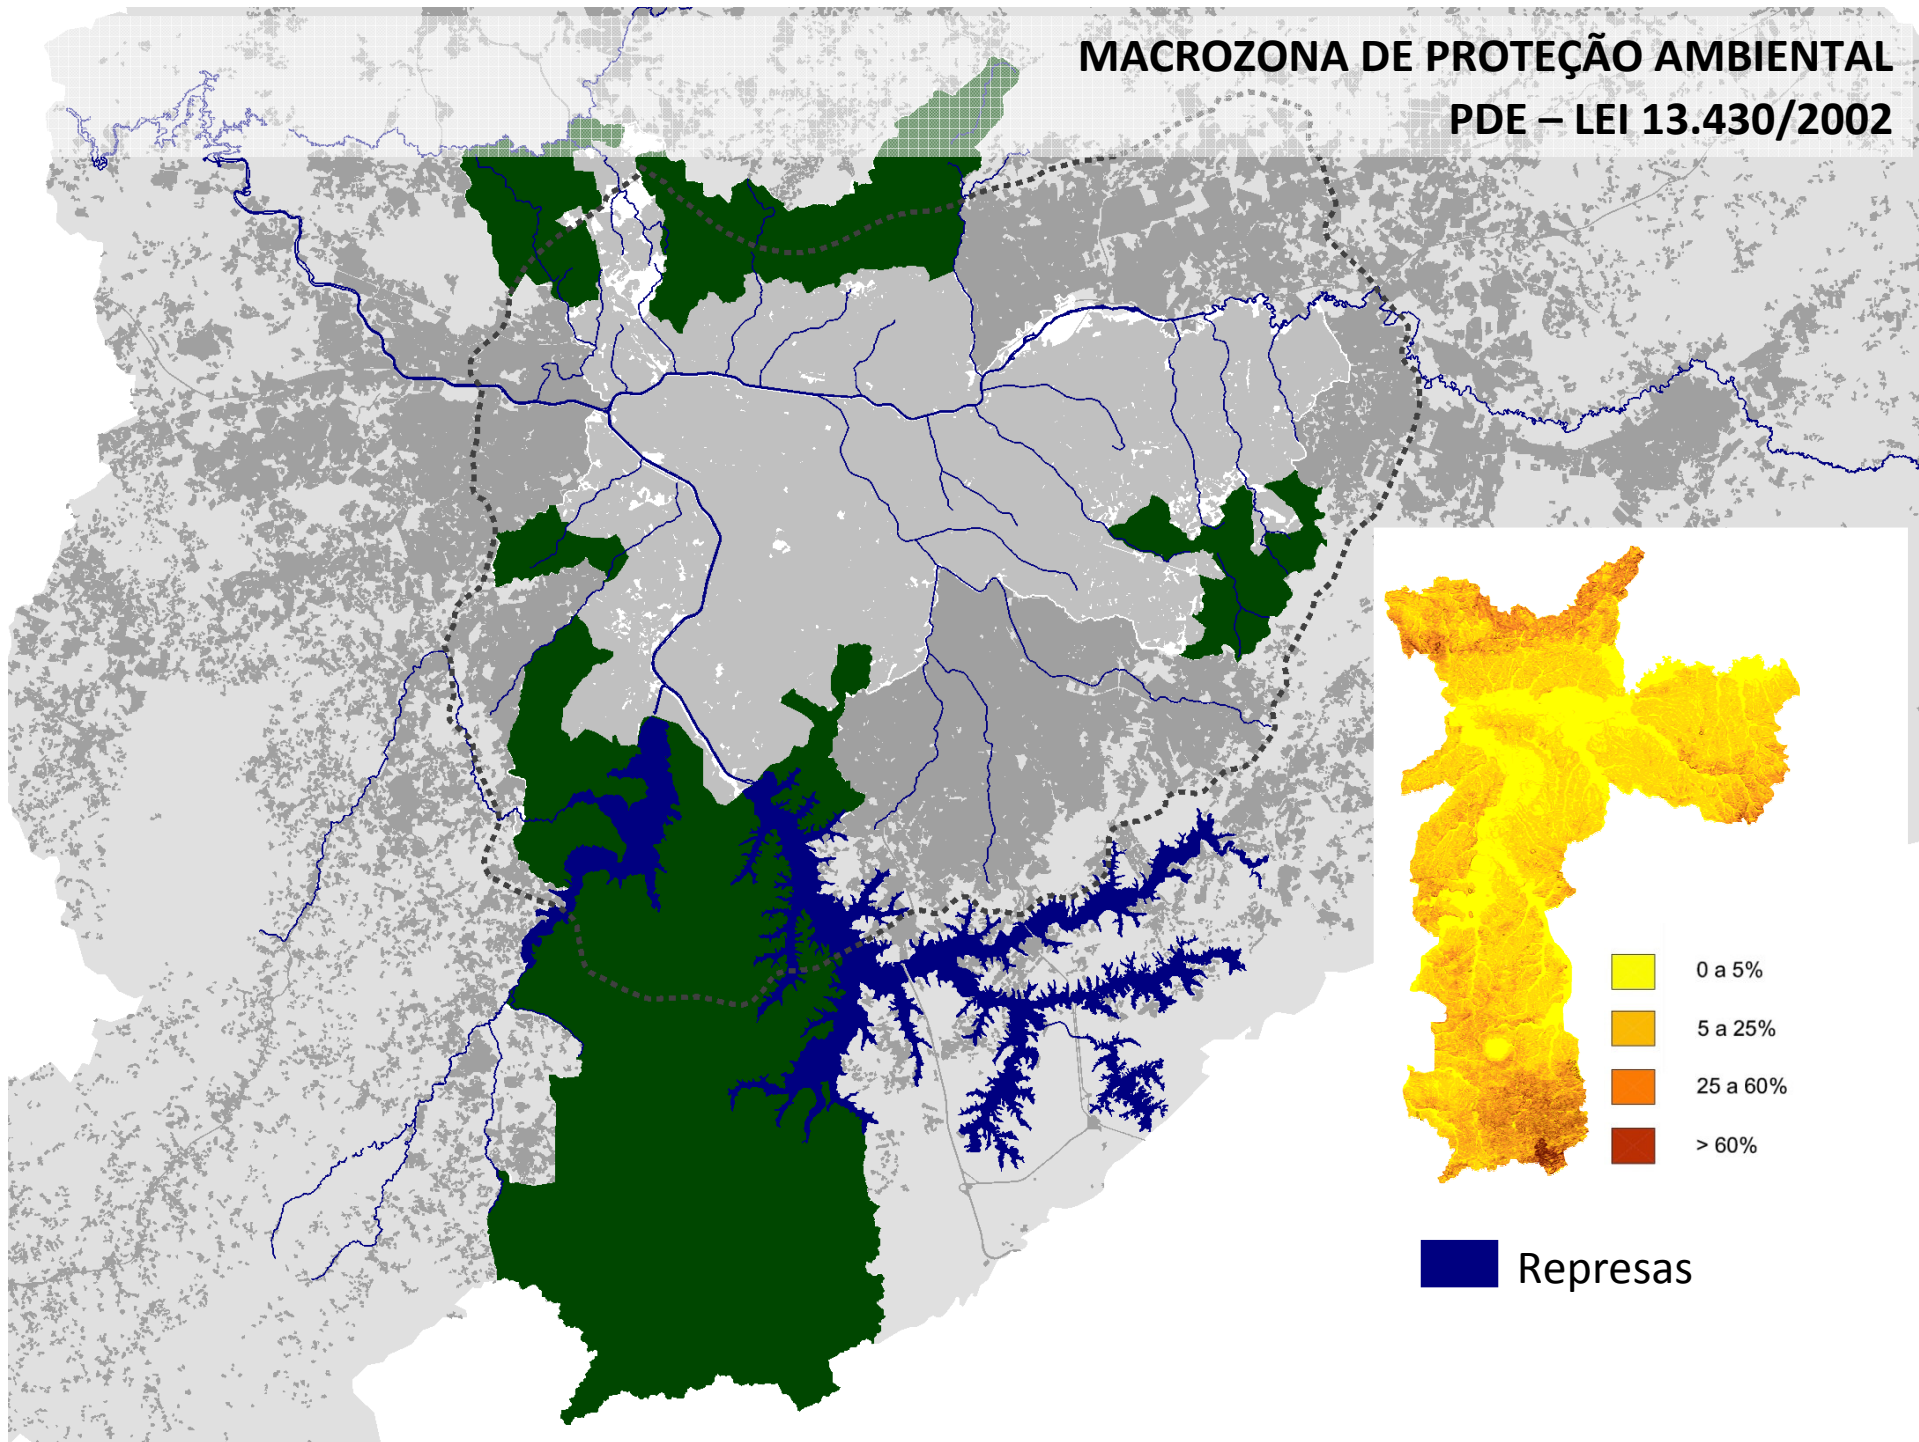 MACROZONA DE PROTEÇÃO AMBIENTAL
PDE – LEI 13.430/2002
0 a 5%
5 a 25%
25 a 60%
> 60%
Represas